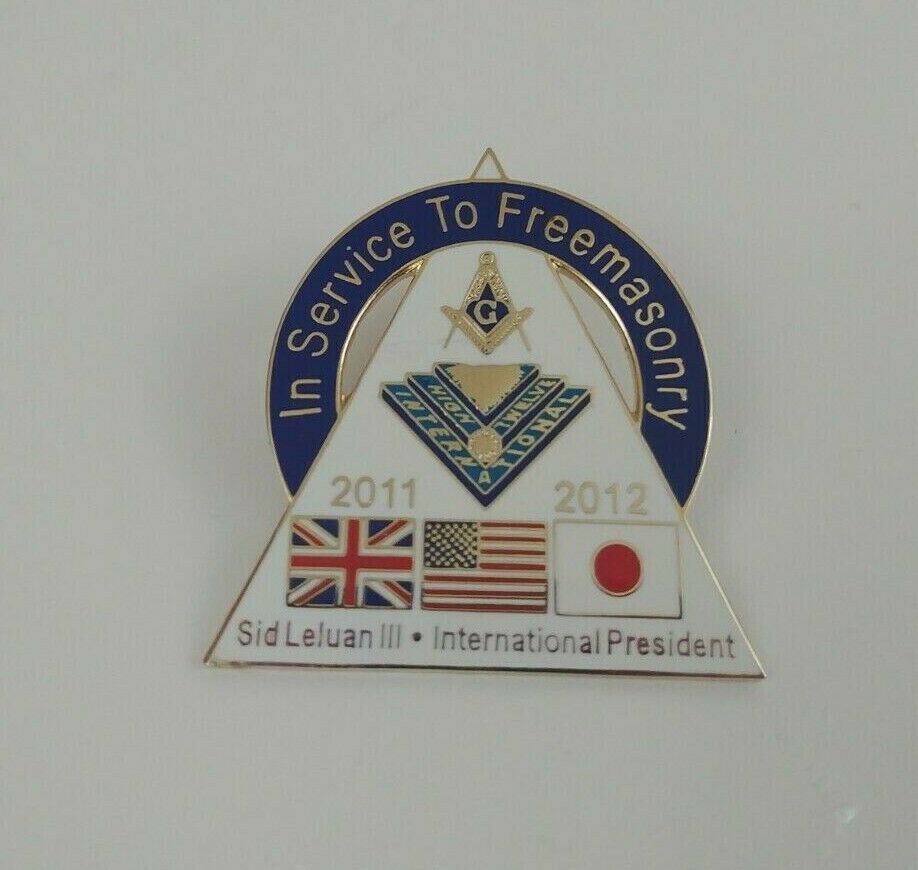 In Service To Freemasonry
G
HIGH TWELVE
INTERNATIONAL
2011 2012
Sid Leluan III • International President